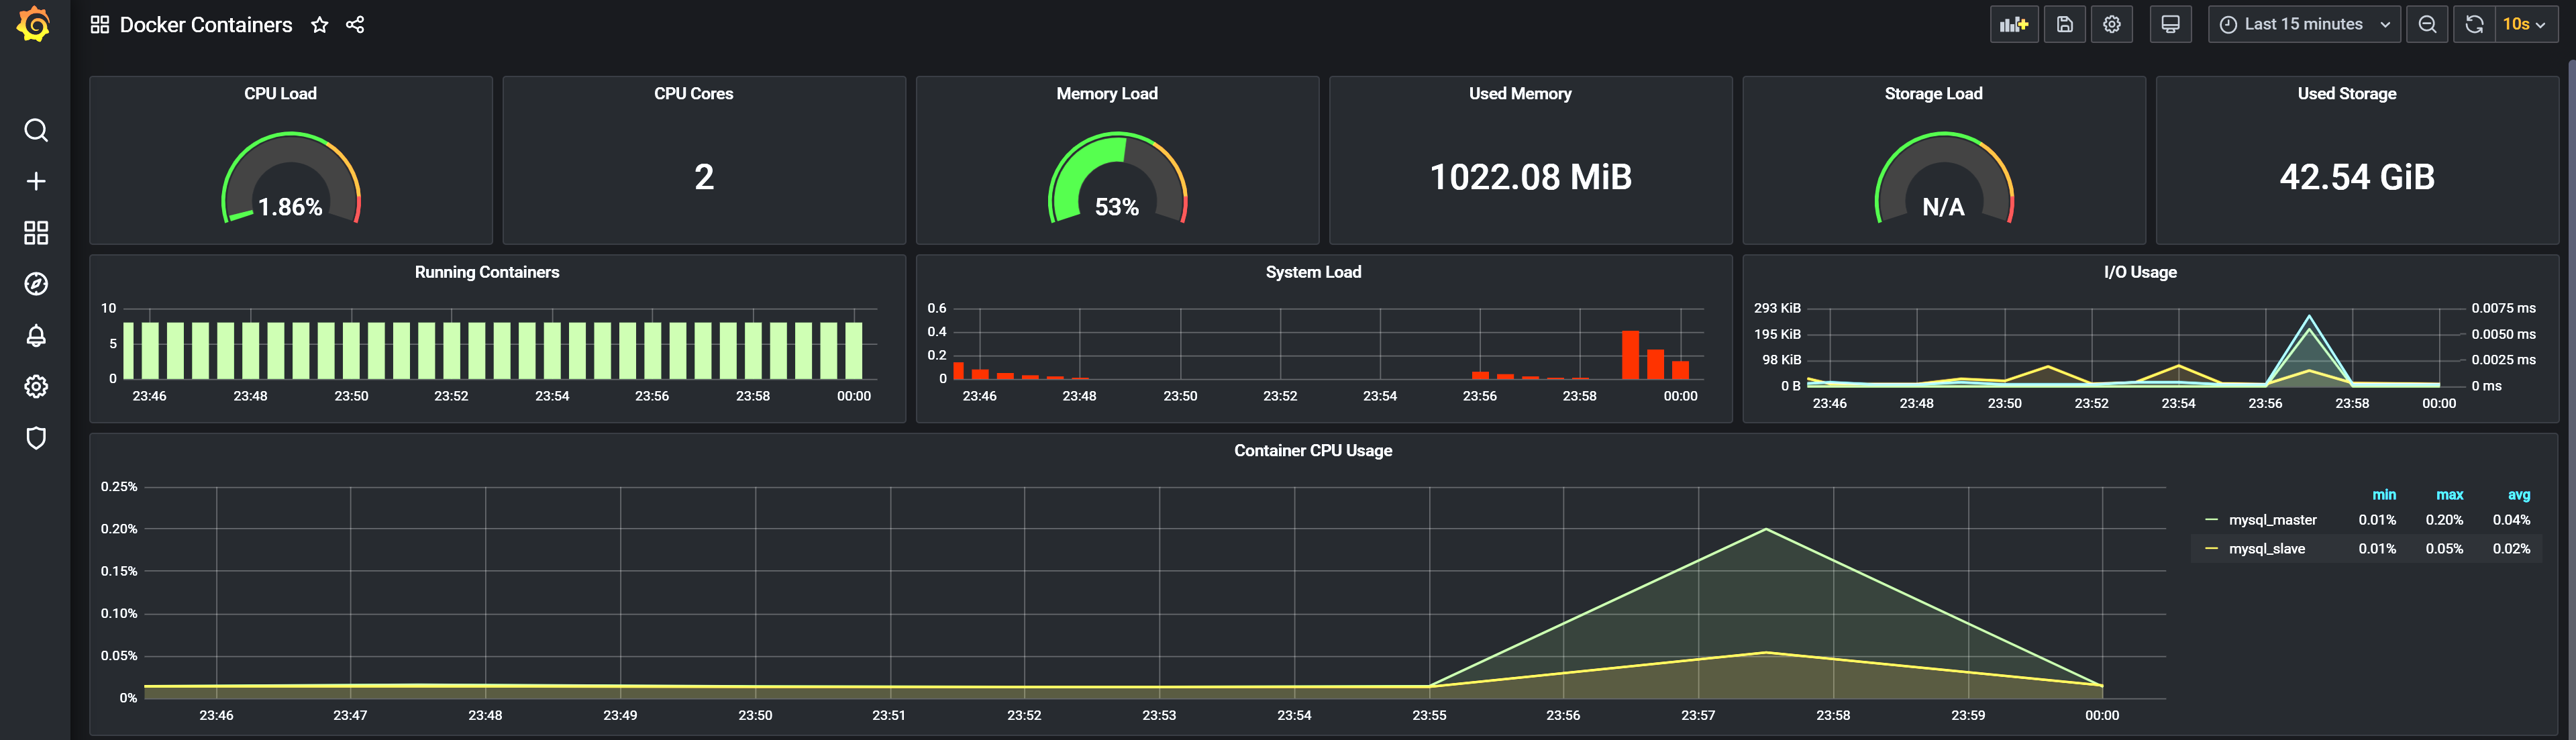 Docker Containers
Last 15 minutes
10s
CPU Load
CPU Cores
Memory Load
Used Memory
Storage Load
Used Storage
1.86%
2
53%
1022.08 MiB
N/A
42.54 GiB
Running Containers
10
5
0
23:46 23:48 23:50 23:52 23:54 23:56 23:58 00:00
System Load
0.6
0.4
0.2
0
23:46 23:48 23:50 23:52 23:54 23:56 23:58 00:00
I/O Usage
293 KiB 0.0075 ms
195 KiB 0.0050 ms
98 KiB 0.0025 ms
0 B 0 ms
23:46 23:48 23:50 23:52 23:54 23:56 23:58 00:00
Container CPU Usage
0.25%
0.20%
0.15%
0.10%
0.05%
0%
23:46 23:47 23:48 23:49 23:50 23:51 23:52 23:53 23:54 23:55 23:56 23:57 23:58 23:59 00:00
min max avg
mysql_master 0.01% 0.20% 0.04%
mysql_slave 0.01% 0.05% 0.02%